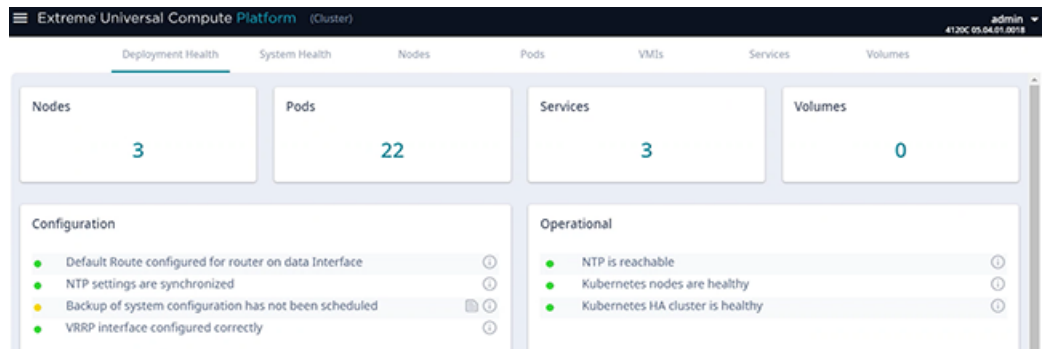 Extreme Universal Compute Platform (Cluster)
admin
4120C 05.04.01.0018
Deployment Health System Health Nodes Pods VMIs Services Volumes
Nodes Pods Services Volumes
3 22 3 0
Configuration
Default Route configured for router on data Interface
NTP settings are synchronized
Backup of system configuration has not been scheduled
VRRP interface configured correctly
Operational
NTP is reachable
Kubernetes nodes are healthy
Kubernetes HA cluster is healthy